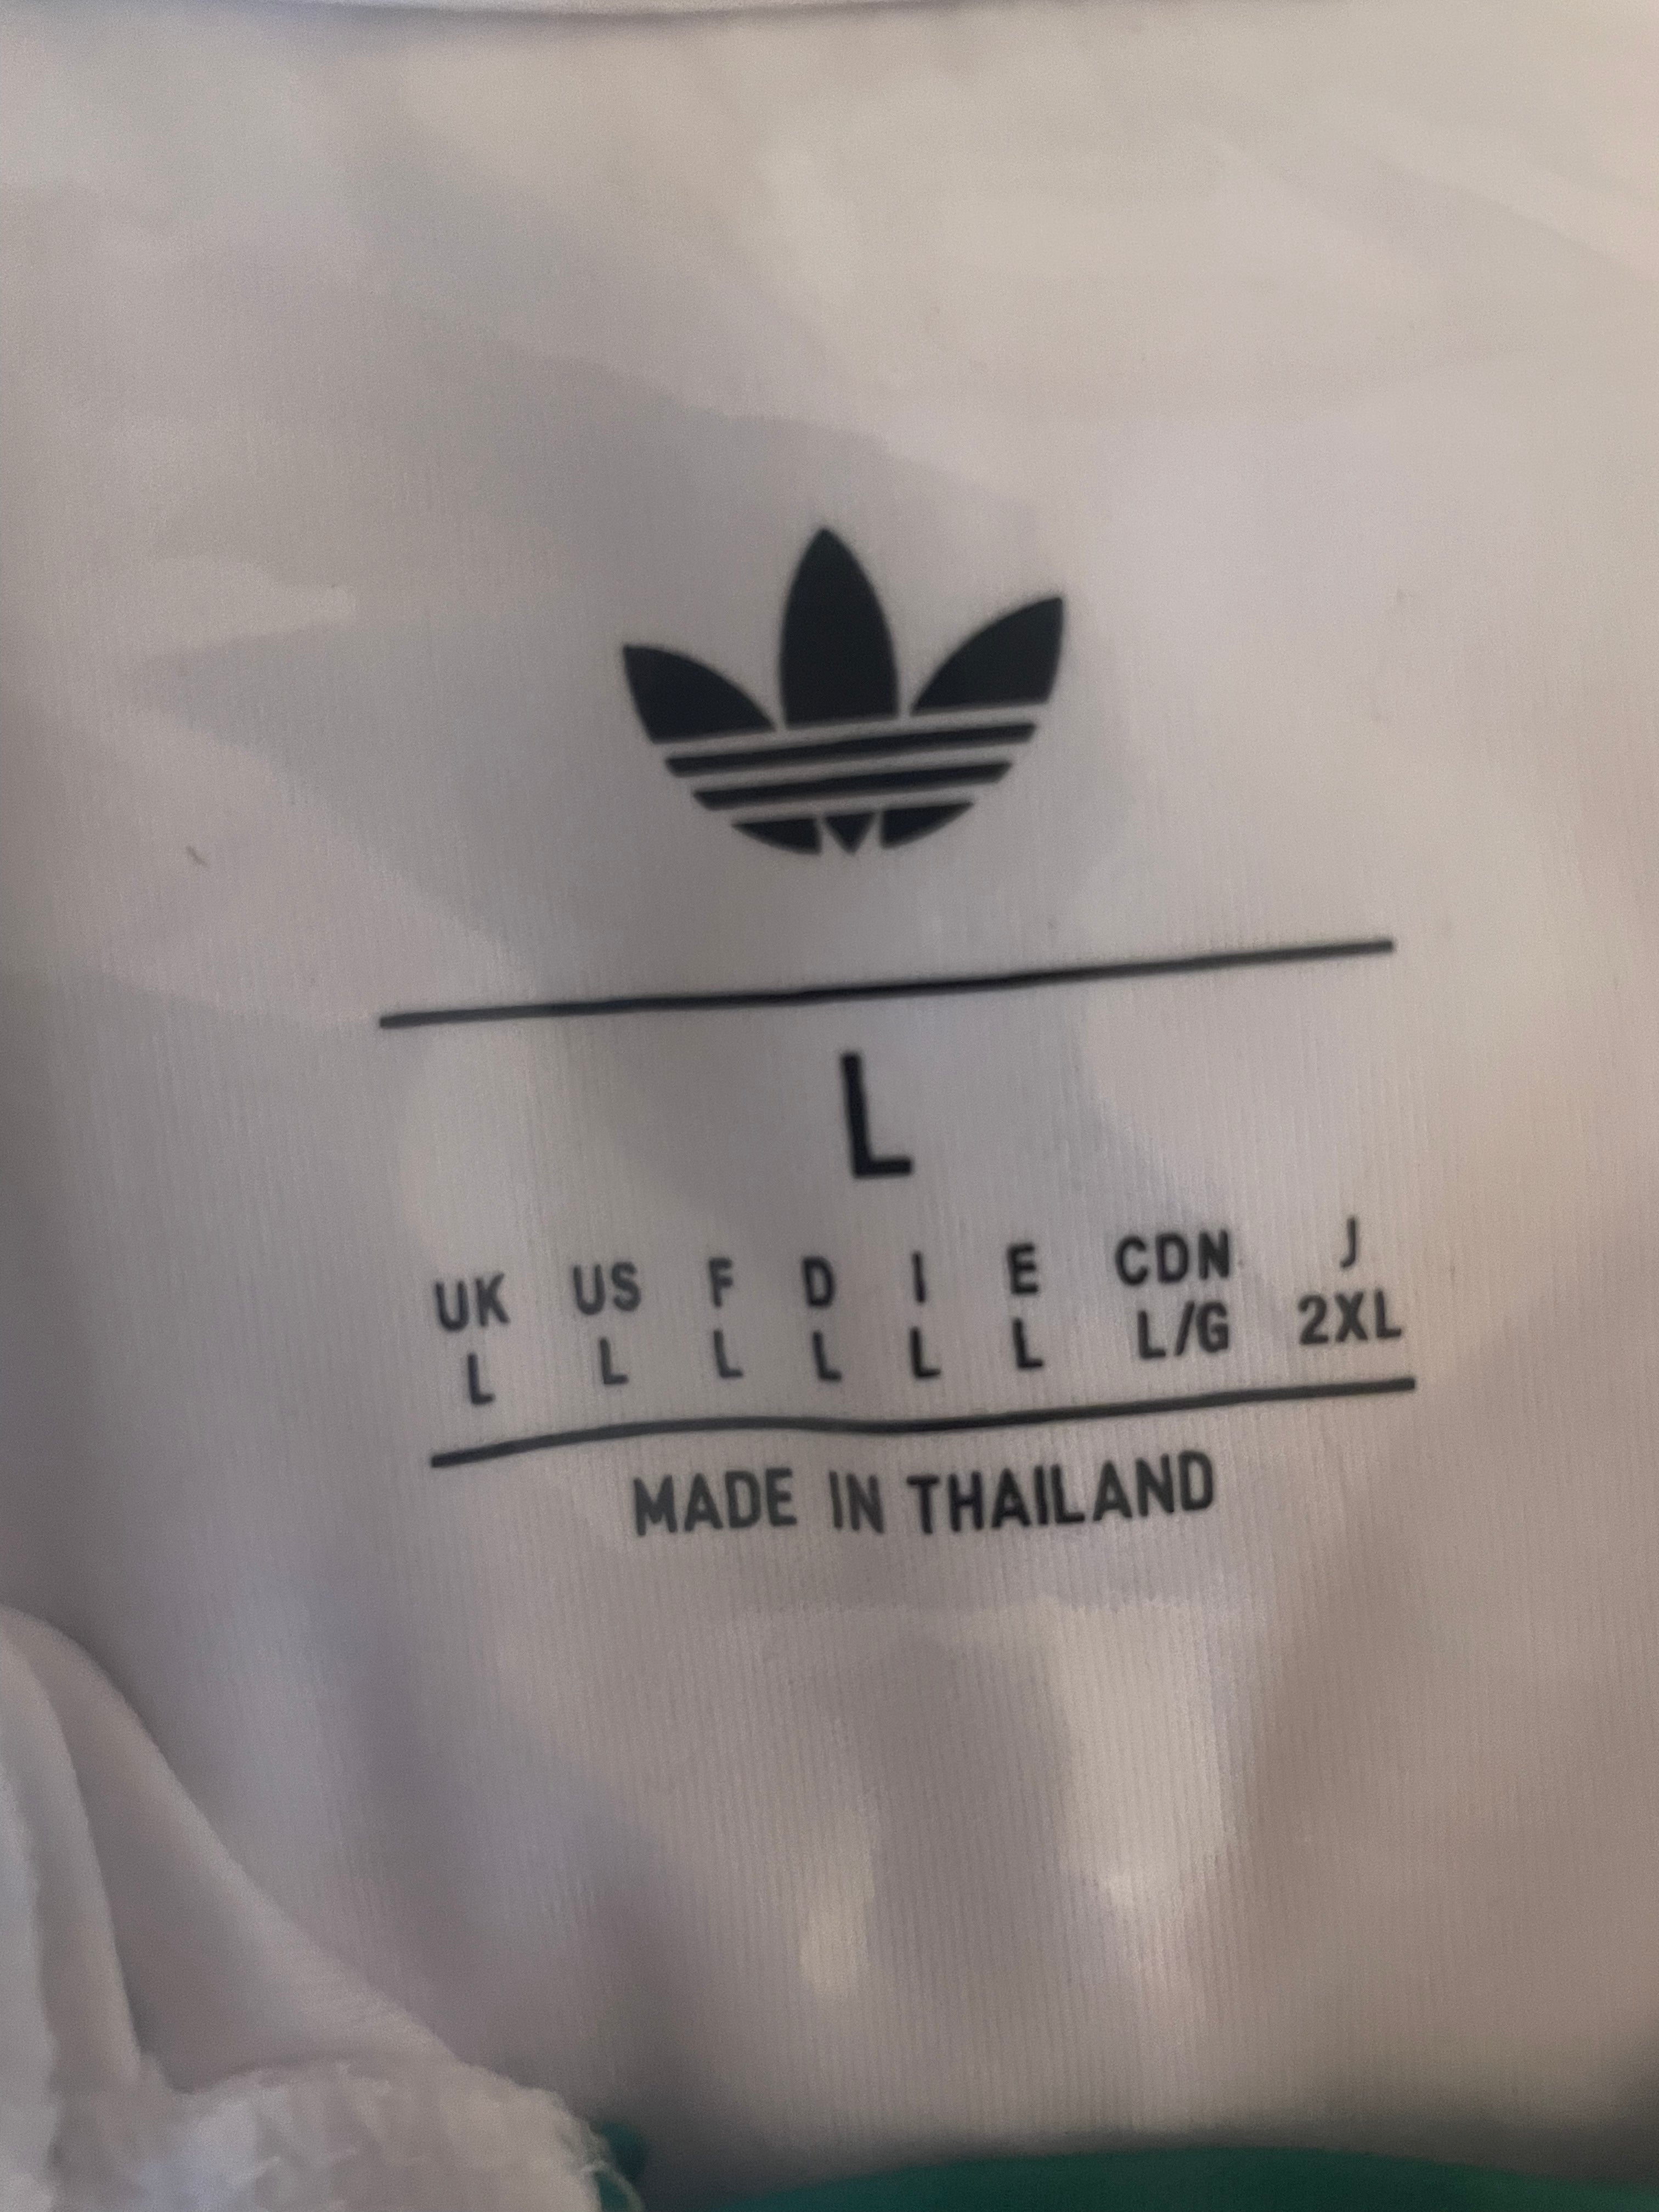 L
UK US F D I E CDN J
L L L L L L L/G 2XL
MADE IN THAILAND